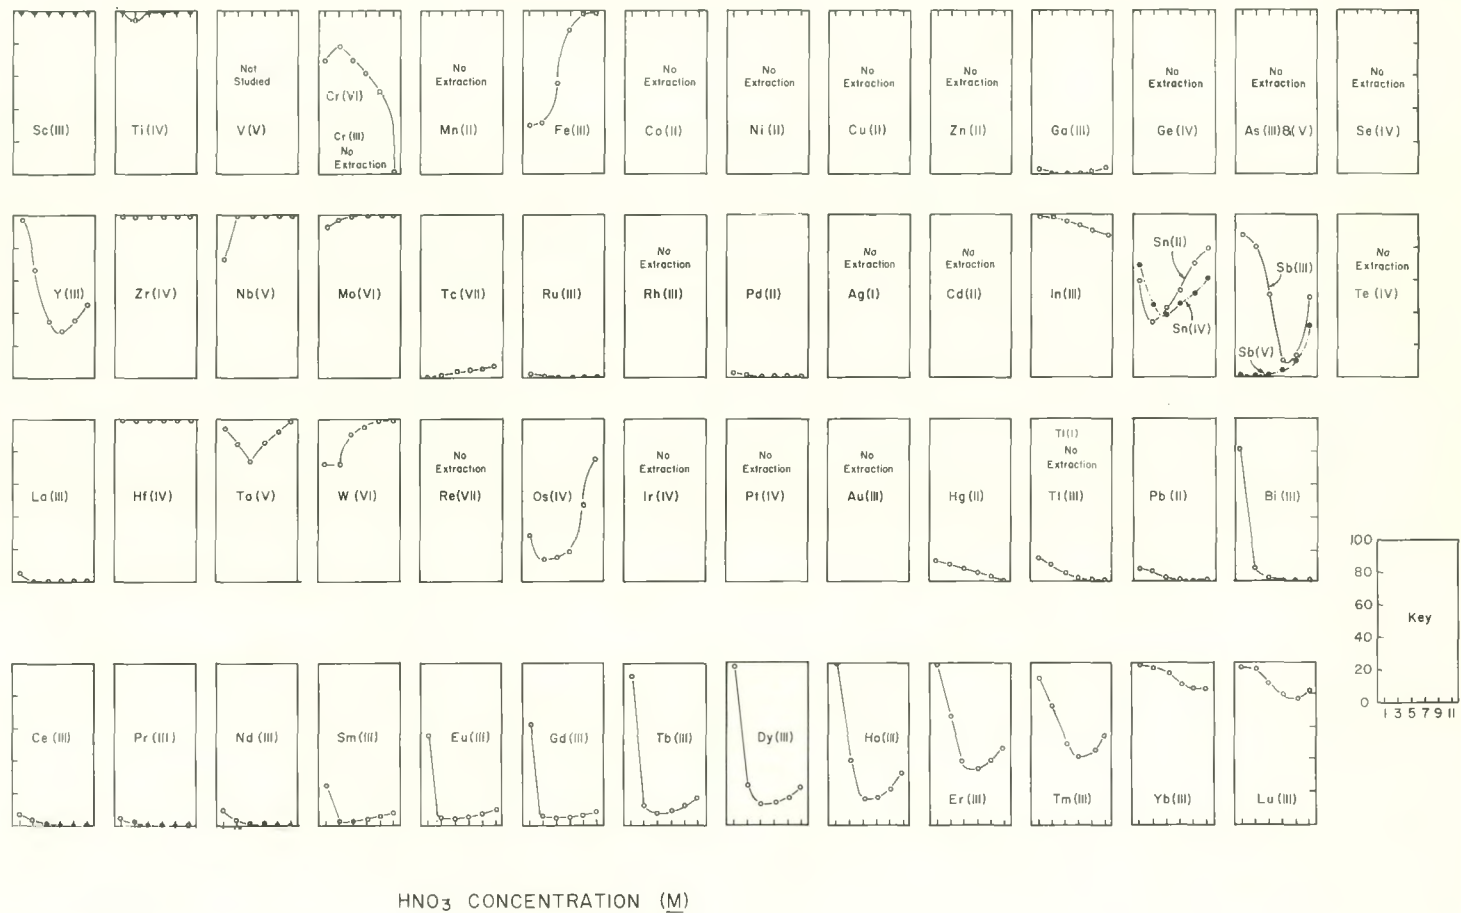 Sc (III)
Ti (IV)
Not
Studied
V (V)
Cr (VI)
Cr (III)
No
Extraction
No
Extraction
Mn (II)
Fe (III)
No
Extraction
Co (II)
No
Extraction
Ni (II)
No
Extraction
Cu (II)
No
Extraction
Zn (II)
Ga (III)
No
Extraction
Ge (IV)
No
Extraction
As (III)&(V)
No
Extraction
Se (IV)
Y (III)
Zr (IV)
Nb (V)
Mo (VI)
Tc (VII)
Ru (III)
No
Extraction
Rh (III)
Pd (II)
No
Extraction
Ag (I)
No
Extraction
Cd (II)
In (III)
Sn(II)
Sn(IV)
Sb(III)
Sb(V)
No
Extraction
Te (IV)
La (III)
Hf (IV)
Ta (V)
W (VI)
No
Extraction
Re (VII)
Os (IV)
No
Extraction
Ir (IV)
No
Extraction
Pt (IV)
No
Extraction
Au (III)
Hg (II)
Tl (I)
No
Extraction
Tl (III)
Pb (II)
Bi (III)
100
80
60
40
20
0
Key
1 3 5 7 9 11
Ce (III)
Pr (III)
Nd (III)
Sm (III)
Eu (III)
Gd (III)
Tb (III)
Dy (III)
Ho (III)
Er (III)
Tm (III)
Yb (III)
Lu (III)
HNO3 CONCENTRATION (M)